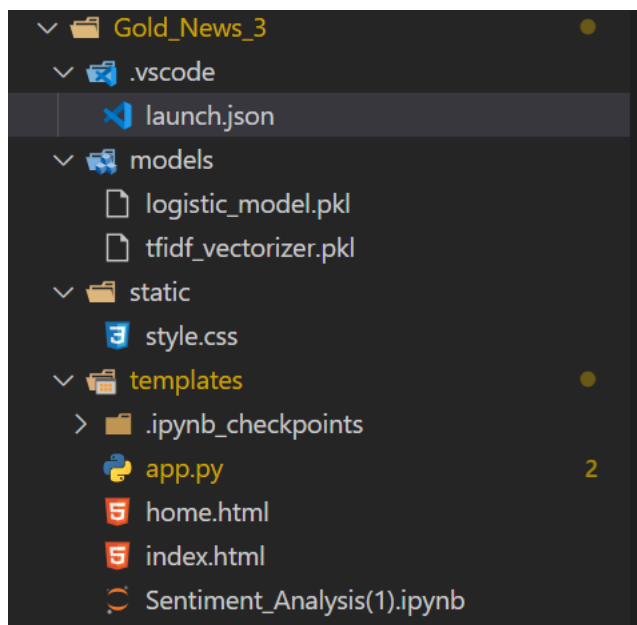 Gold_News_3
.vscode
launch.json
models
logistic_model.pkl
tfidf_vectorizer.pkl
static
style.css
templates
.ipynb_checkpoints
app.py 2
home.html
index.html
Sentiment_Analysis(1).ipynb